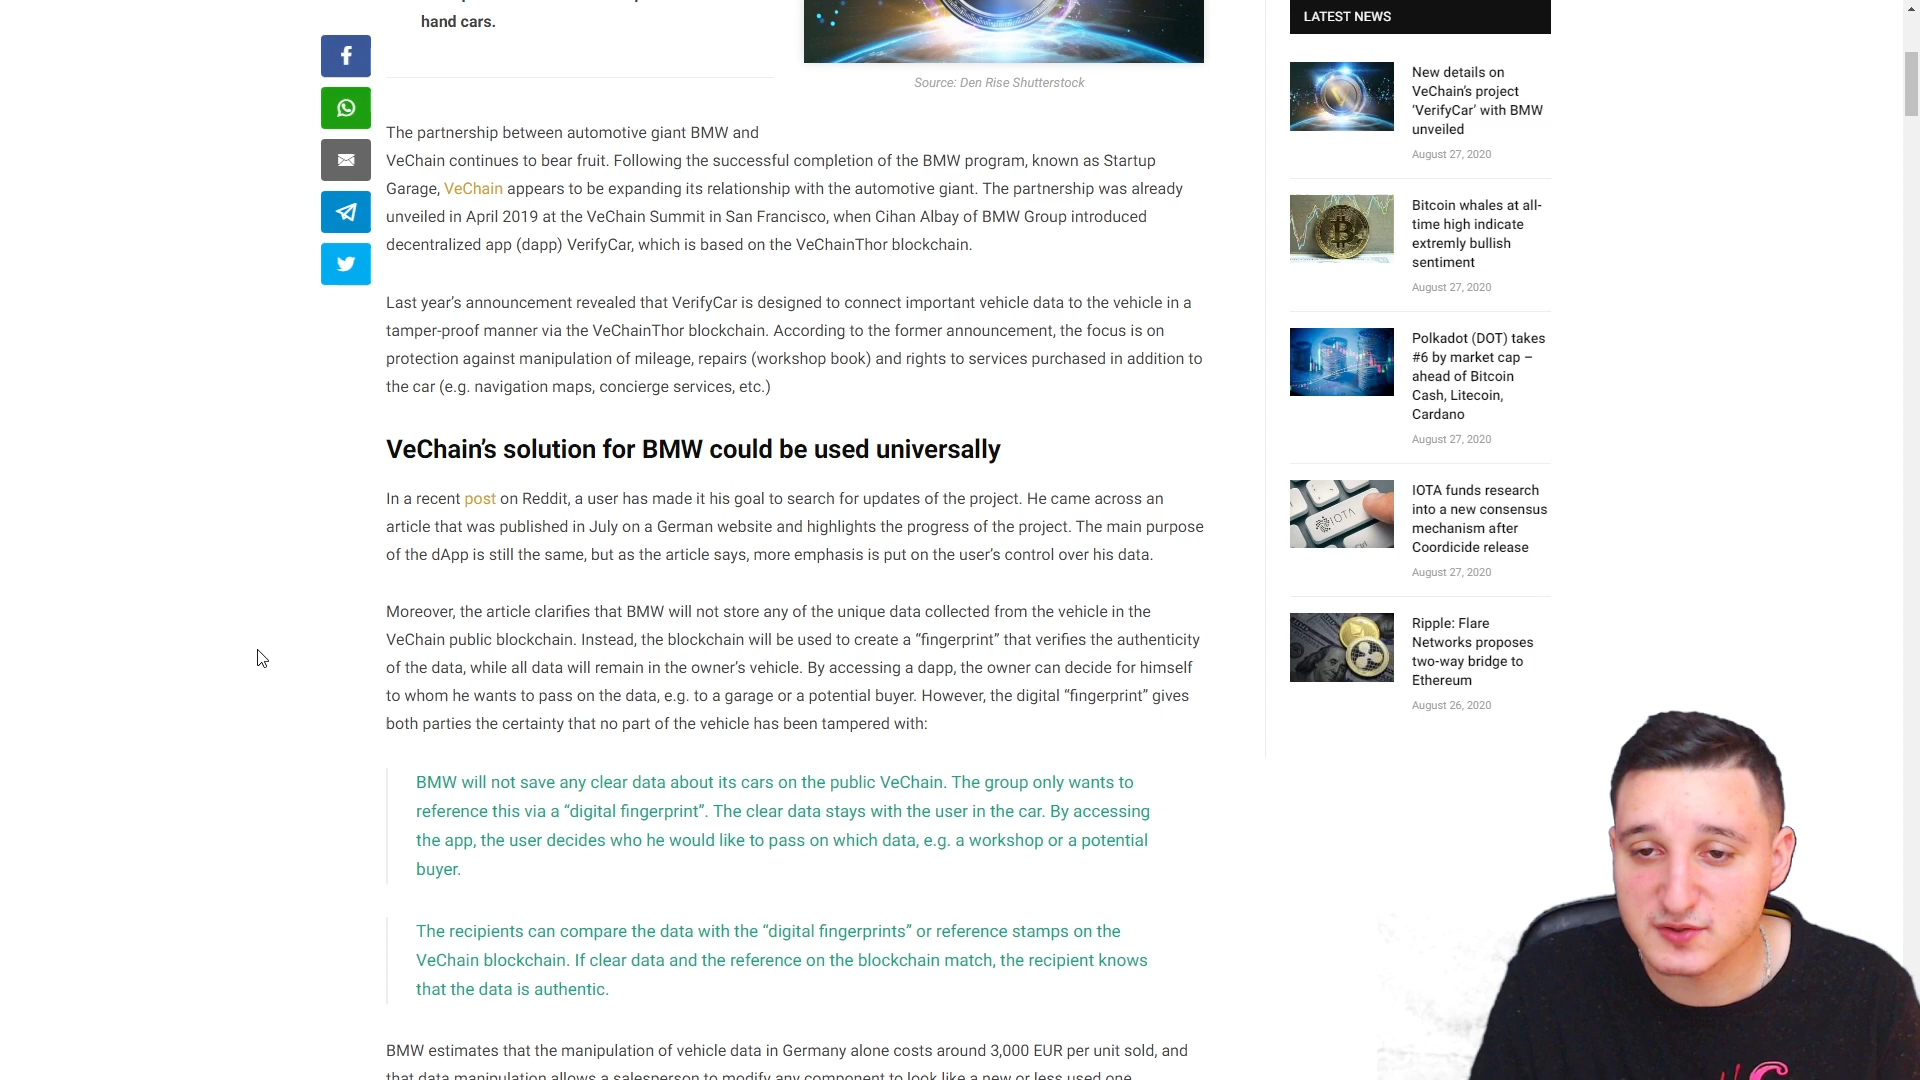 hand cars.
Source: Den Rise Shutterstock
The partnership between automotive giant BMW and
VeChain continues to bear fruit. Following the successful completion of the BMW program, known as Startup
Garage, VeChain appears to be expanding its relationship with the automotive giant. The partnership was already
unveiled in April 2019 at the VeChain Summit in San Francisco, when Cihan Albay of BMW Group introduced
decentralized app (dapp) VerifyCar, which is based on the VeChainThor blockchain.
Last year’s announcement revealed that VerifyCar is designed to connect important vehicle data to the vehicle in a
tamper-proof manner via the VeChainThor blockchain. According to the former announcement, the focus is on
protection against manipulation of mileage, repairs (workshop book) and rights to services purchased in addition to
the car (e.g. navigation maps, concierge services, etc.)
VeChain’s solution for BMW could be used universally
In a recent post on Reddit, a user has made it his goal to search for updates of the project. He came across an
article that was published in July on a German website and highlights the progress of the project. The main purpose
of the dApp is still the same, but as the article says, more emphasis is put on the user’s control over his data.
Moreover, the article clarifies that BMW will not store any of the unique data collected from the vehicle in the
VeChain public blockchain. Instead, the blockchain will be used to create a “fingerprint” that verifies the authenticity
of the data, while all data will remain in the owner’s vehicle. By accessing a dapp, the owner can decide for himself
to whom he wants to pass on the data, e.g. to a garage or a potential buyer. However, the digital “fingerprint” gives
both parties the certainty that no part of the vehicle has been tampered with:
BMW will not save any clear data about its cars on the public VeChain. The group only wants to
reference this via a “digital fingerprint”. The clear data stays with the user in the car. By accessing
the app, the user decides who he would like to pass on which data, e.g. a workshop or a potential
buyer.
The recipients can compare the data with the “digital fingerprints” or reference stamps on the
VeChain blockchain. If clear data and the reference on the blockchain match, the recipient knows
that the data is authentic.
BMW estimates that the manipulation of vehicle data in Germany alone costs around 3,000 EUR per unit sold, and
that data manipulation allows a salesperson to modify any component to look like a new or less used one.
LATEST NEWS
New details on
VeChain’s project
‘VerifyCar’ with BMW
unveiled
August 27, 2020
Bitcoin whales at all-
time high indicate
extremly bullish
sentiment
August 27, 2020
Polkadot (DOT) takes
#6 by market cap –
ahead of Bitcoin
Cash, Litecoin,
Cardano
August 27, 2020
IOTA
IOTA funds research
into a new consensus
mechanism after
Coordicide release
August 27, 2020
Ripple: Flare
Networks proposes
two-way bridge to
Ethereum
August 26, 2020